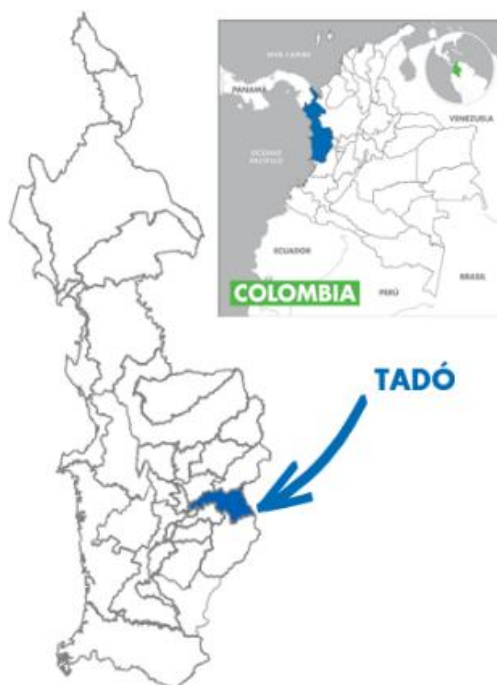 MAR CARIBE
PANAMÁ
VENEZUELA
OCÉANO
PACÍFICO
ECUADOR
COLOMBIA
PERÚ
BRASIL
TADÓ